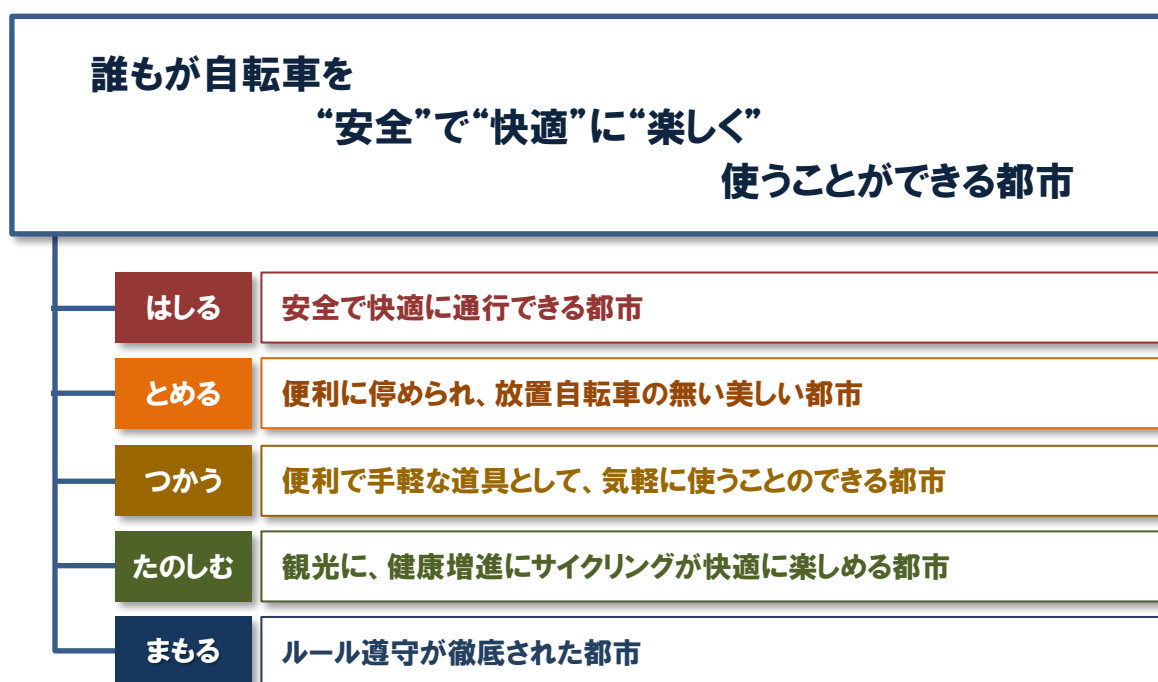 誰もが自転車を
“安全”で“快適”に“楽しく”
使うことができる都市
はしる 安全で快適に通行できる都市
とめる 便利に停められ、放置自転車の無い美しい都市
つかう 便利で手軽な道具として、気軽に使うことのできる都市
たのしむ 観光に、健康増進にサイクリングが快適に楽しめる都市
まもる ルール遵守が徹底された都市